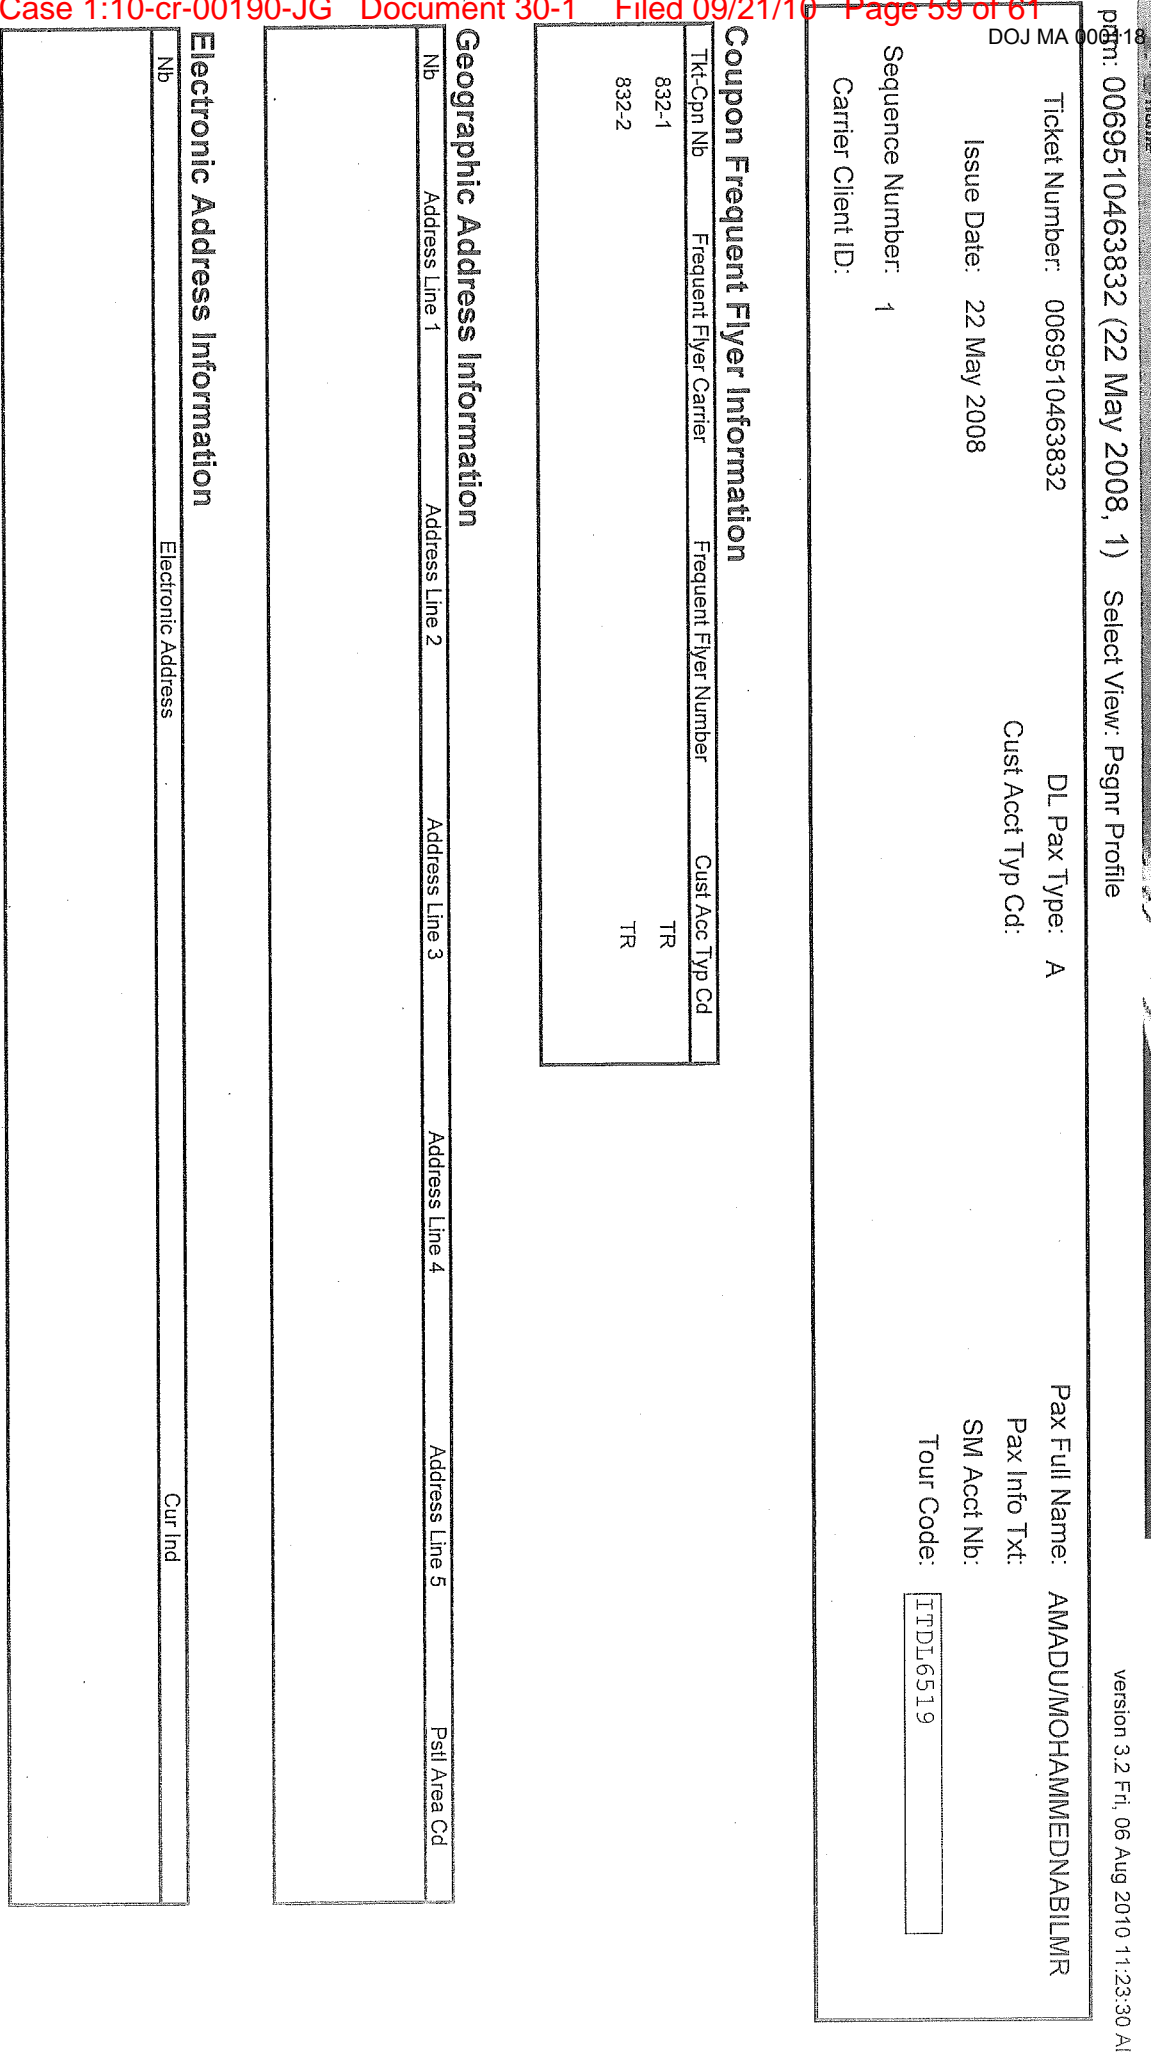 Case 1:10-cr-00190-JG Document 30-1 Filed 09/21/10 Page 59 of 61
DOJ MA 000118
prim: 0069510463832 (22 May 2008, 1) Select View: Psgnr Profile
version 3.2 Fri, 06 Aug 2010 11:23:30 AM
Ticket Number: 0069510463832 DL Pax Type: A Pax Full Name: AMADU/MOHAMMEDNABILMR
Cust Acct Typ Cd: Pax Info Txt:
Issue Date: 22 May 2008 SM Acct Nb:
Tour Code: ITDL6519
Sequence Number: 1
Carrier Client ID:
Coupon Frequent Flyer Information
Tkt-Cpn Nb Frequent Flyer Carrier Frequent Flyer Number Cust Acc Typ Cd
832-1 TR
832-2 TR
Geographic Address Information
Nb Address Line 1 Address Line 2 Address Line 3 Address Line 4 Address Line 5 Pstl Area Cd
Electronic Address Information
Nb Electronic Address Cur Ind